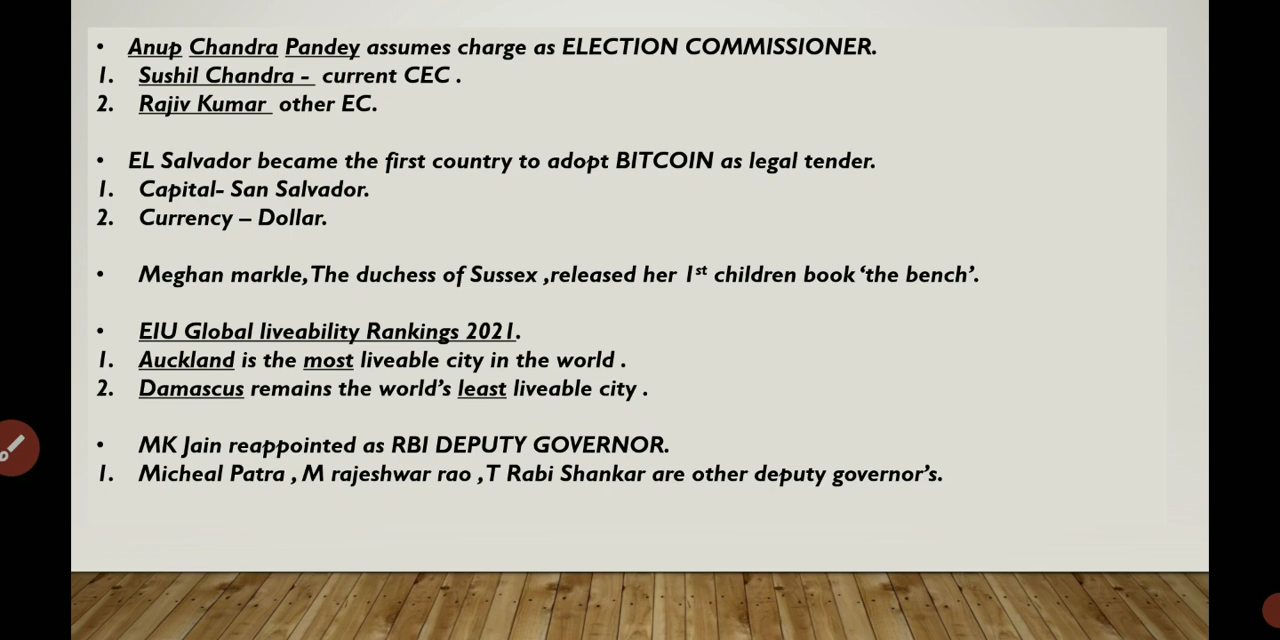 • Anup Chandra Pandey assumes charge as ELECTION COMMISSIONER.
1. Sushil Chandra - current CEC .
2. Rajiv Kumar other EC.
• EL Salvador became the first country to adopt BITCOIN as legal tender.
1. Capital- San Salvador.
2. Currency – Dollar.
• Meghan markle, The duchess of Sussex ,released her 1st children book ‘the bench’.
• EIU Global liveability Rankings 2021.
1. Auckland is the most liveable city in the world .
2. Damascus remains the world’s least liveable city .
• MK Jain reappointed as RBI DEPUTY GOVERNOR.
1. Micheal Patra , M rajeshwar rao ,T Rabi Shankar are other deputy governor’s.